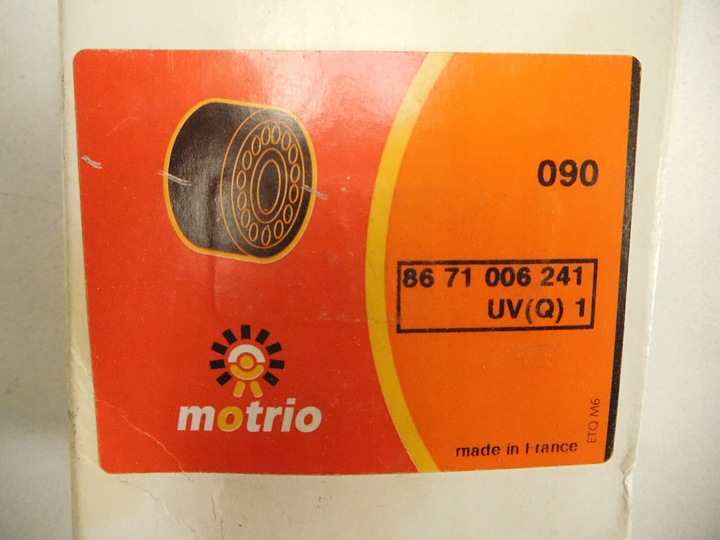 090
86 71 006 241
UV(Q) 1
motrio
made in France
ETQ M6